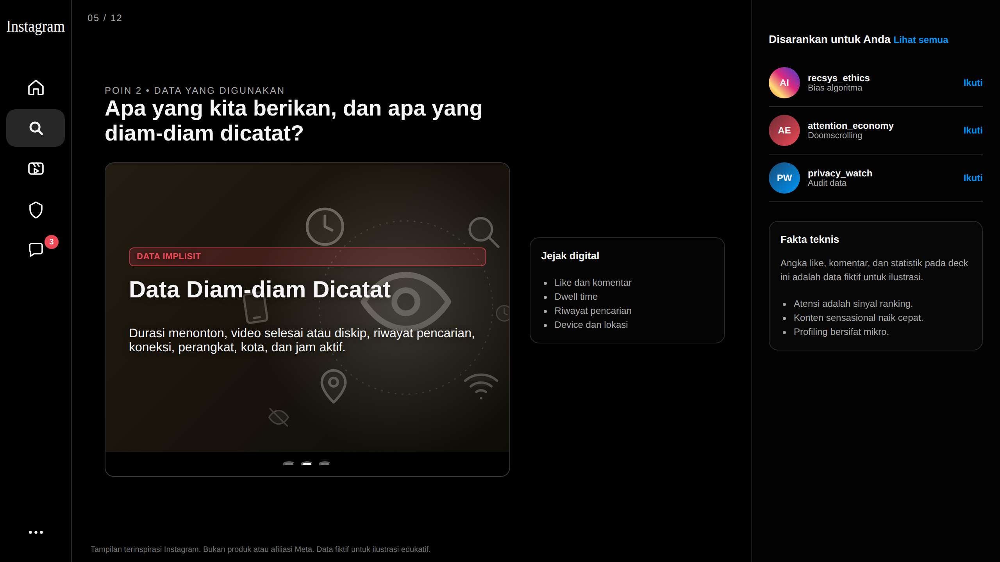 Instagram
3
05 / 12
POIN 2 • DATA YANG DIGUNAKAN
Apa yang kita berikan, dan apa yang
diam-diam dicatat?
DATA IMPLISIT
Data Diam-diam Dicatat
Durasi menonton, video selesai atau diskip, riwayat pencarian,
koneksi, perangkat, kota, dan jam aktif.
Jejak digital
Like dan komentar
Dwell time
Riwayat pencarian
Device dan lokasi
Tampilan terinspirasi Instagram. Bukan produk atau afiliasi Meta. Data fiktif untuk ilustrasi edukatif.
Disarankan untuk Anda Lihat semua
AI
recsys_ethics
Bias algoritma
Ikuti
AE
attention_economy
Doomscrolling
Ikuti
PW
privacy_watch
Audit data
Ikuti
Fakta teknis
Angka like, komentar, dan statistik pada deck
ini adalah data fiktif untuk ilustrasi.
Atensi adalah sinyal ranking.
Konten sensasional naik cepat.
Profiling bersifat mikro.